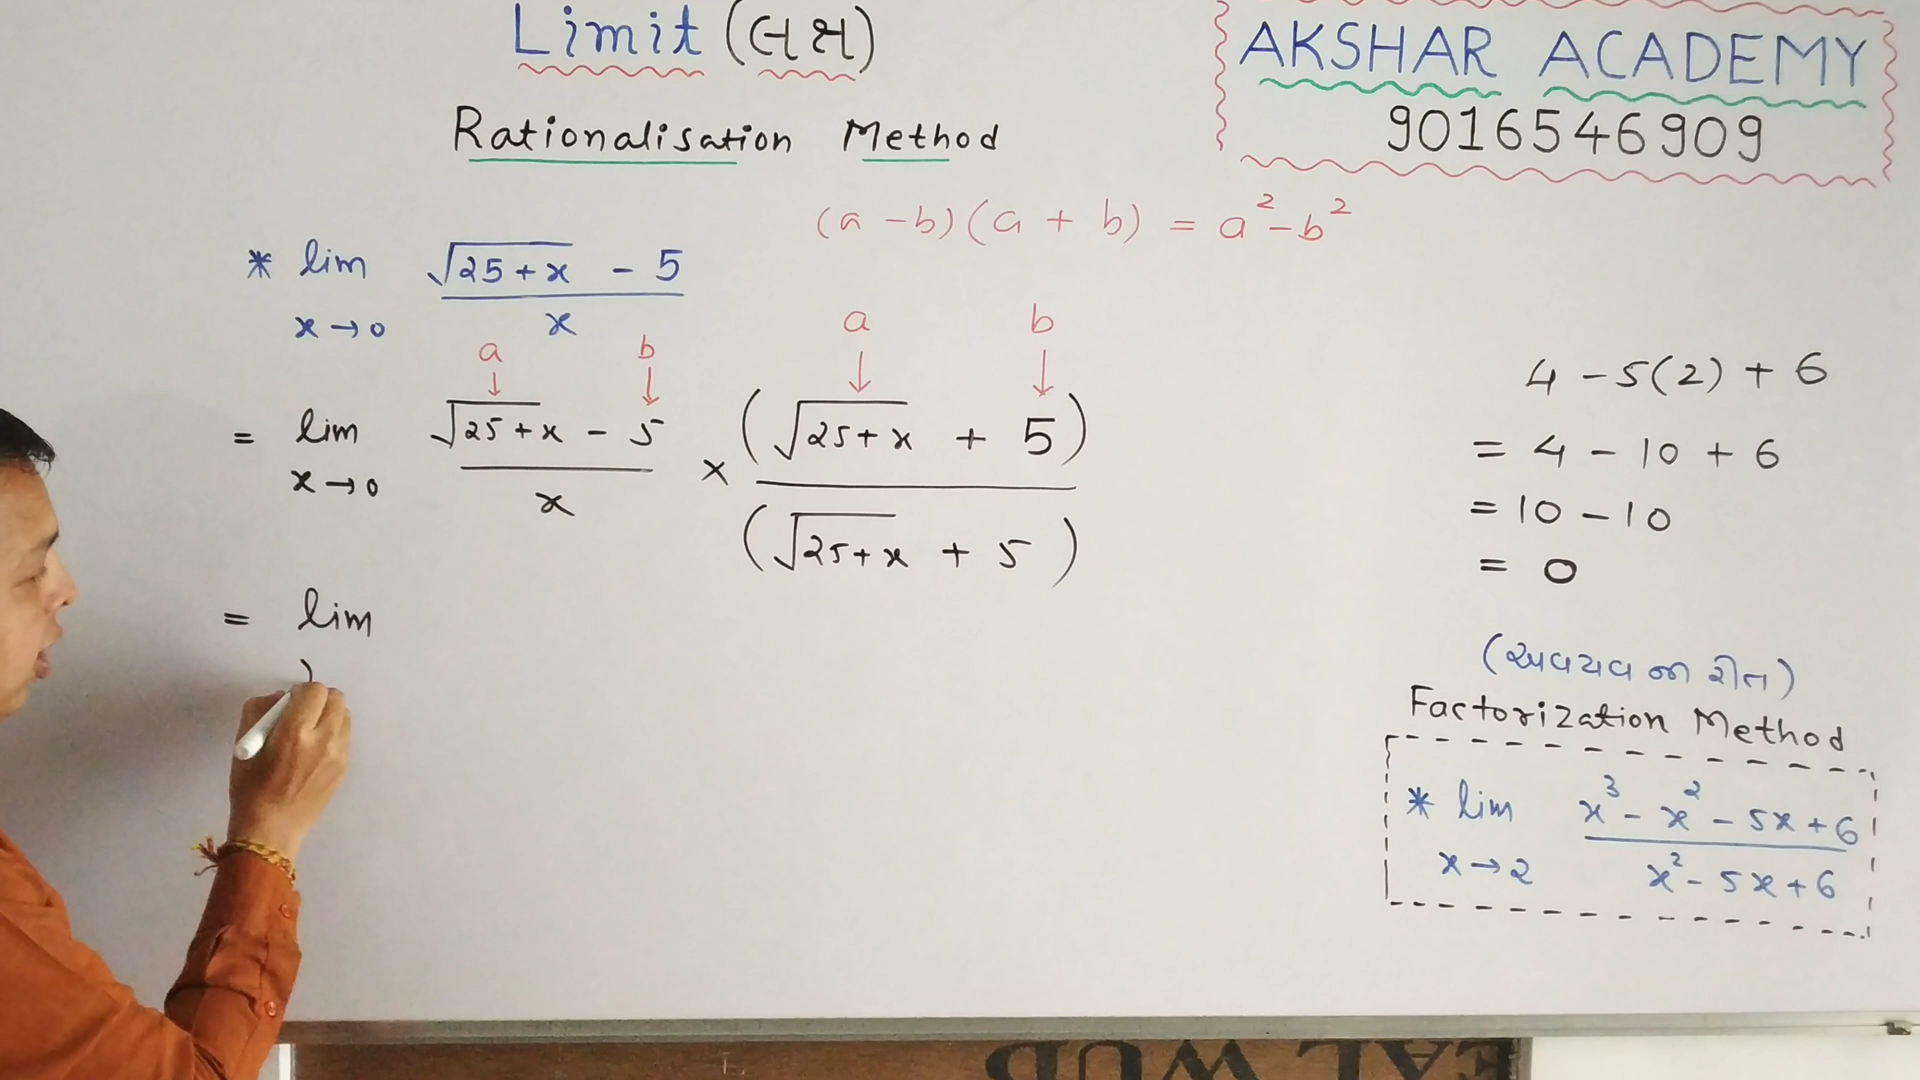 Limit (લક્ષ)
Rationalisation Method
AKSHAR ACADEMY
9016546909
(a - b) (a + b) = a² - b²
* lim √25+x - 5
x→0 x
a b a b
= lim √25+x - 5 × (√25+x + 5)
x→0 x (√25+x + 5)
= lim
4 - 5(2) + 6
= 4 - 10 + 6
= 10 - 10
= 0
(અવયવ ની રીત)
Factorization Method
* lim x³ - x² - 5x + 6
x→2 x² - 5x + 6